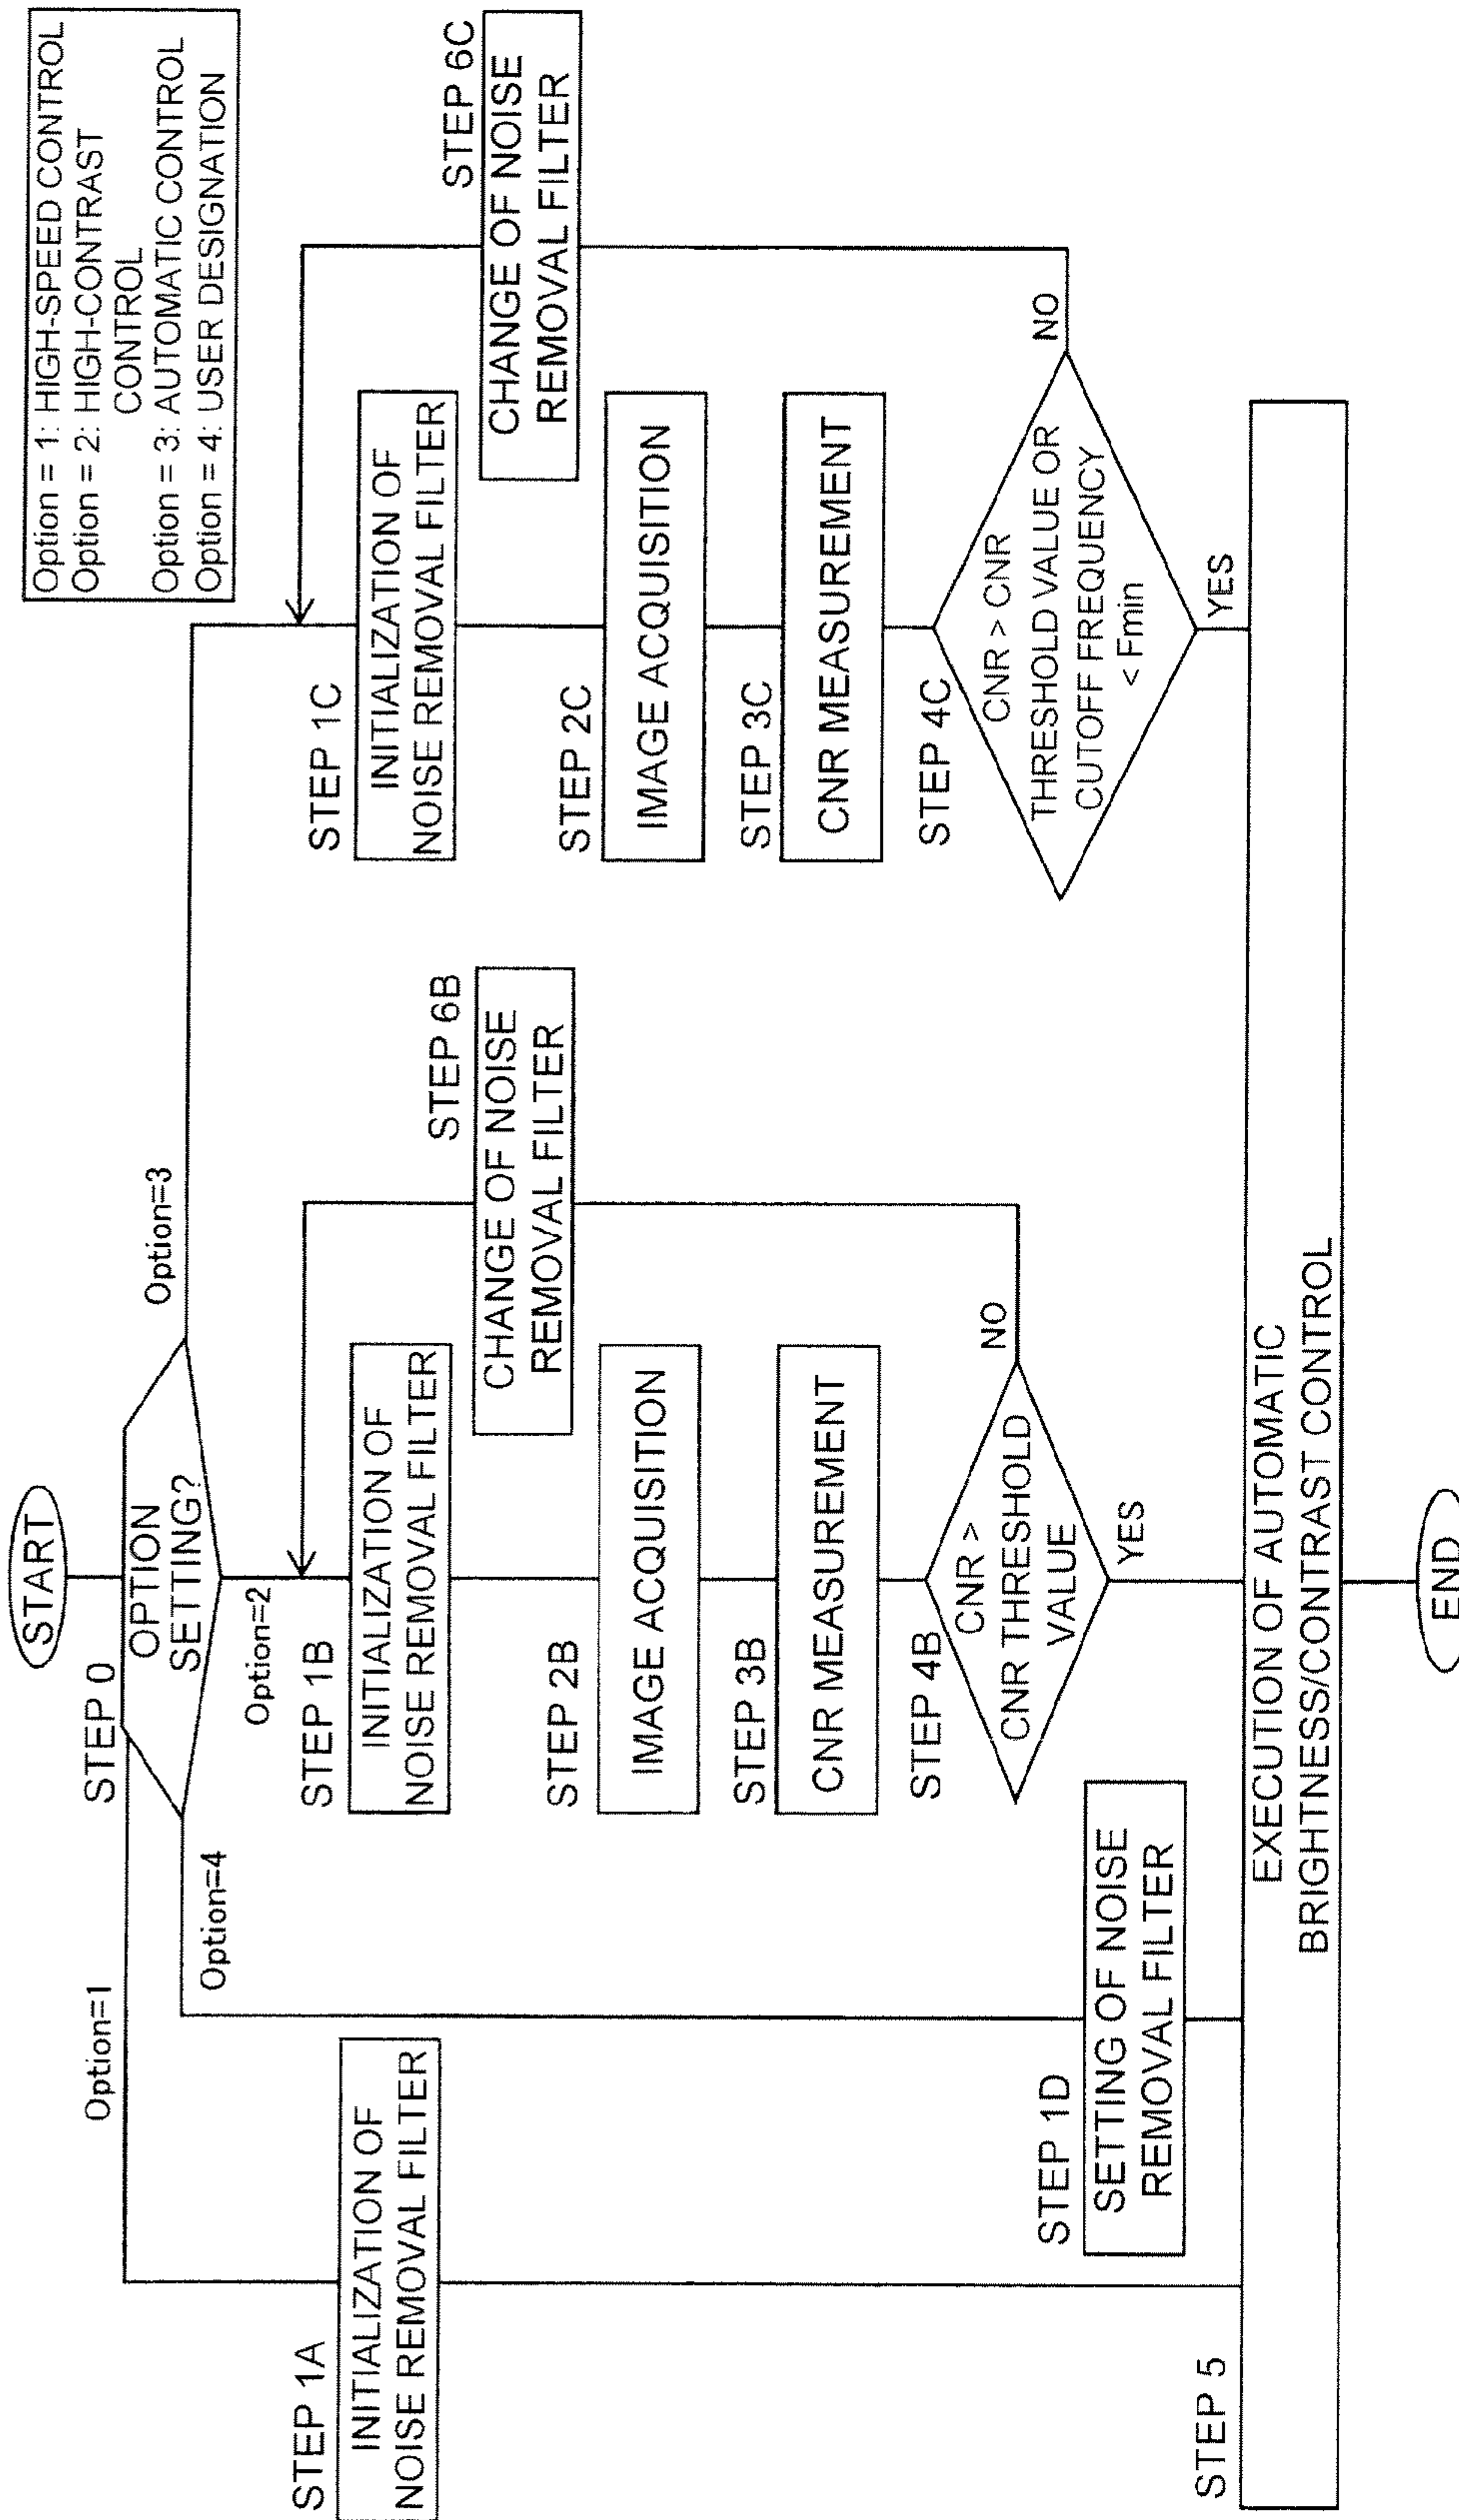 START
STEP 0
OPTION
SETTING?
Option=1
Option=4
Option=2
Option=3
Option = 1: HIGH-SPEED CONTROL
Option = 2: HIGH-CONTRAST
CONTROL
Option = 3: AUTOMATIC CONTROL
Option = 4: USER DESIGNATION
STEP 1A
INITIALIZATION OF
NOISE REMOVAL FILTER
STEP 1D
SETTING OF NOISE
REMOVAL FILTER
STEP 1B
INITIALIZATION OF
NOISE REMOVAL FILTER
STEP 2B
IMAGE ACQUISITION
STEP 3B
CNR MEASUREMENT
STEP 4B
CNR >
CNR THRESHOLD
VALUE
NO
YES
STEP 6B
CHANGE OF NOISE
REMOVAL FILTER
STEP 1C
INITIALIZATION OF
NOISE REMOVAL FILTER
STEP 2C
IMAGE ACQUISITION
STEP 3C
CNR MEASUREMENT
STEP 4C
CNR > CNR
THRESHOLD VALUE OR
CUTOFF FREQUENCY
< Fmin
NO
YES
STEP 6C
CHANGE OF NOISE
REMOVAL FILTER
STEP 5
EXECUTION OF AUTOMATIC
BRIGHTNESS/CONTRAST CONTROL
END